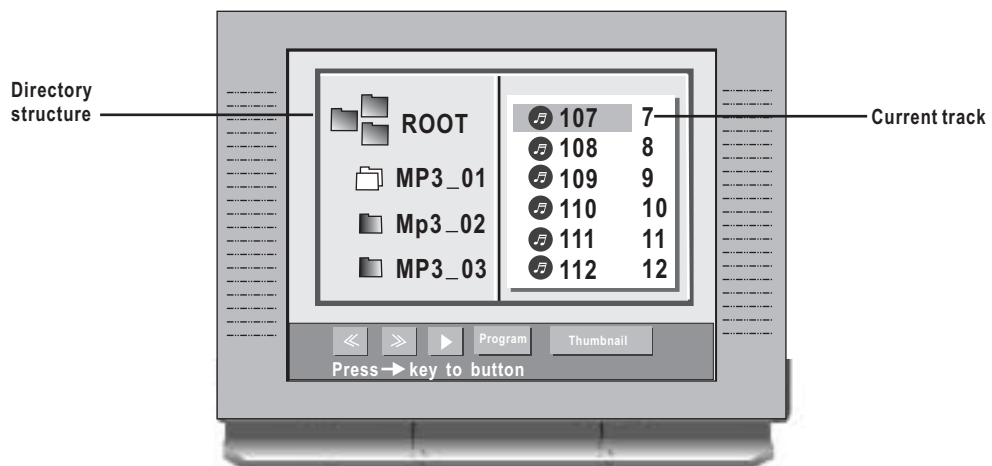 Directory
structure
Current track
ROOT
MP3_01
Mp3_02
MP3_03
107 7
108 8
109 9
110 10
111 11
112 12
Program Thumbnail
Press → key to button